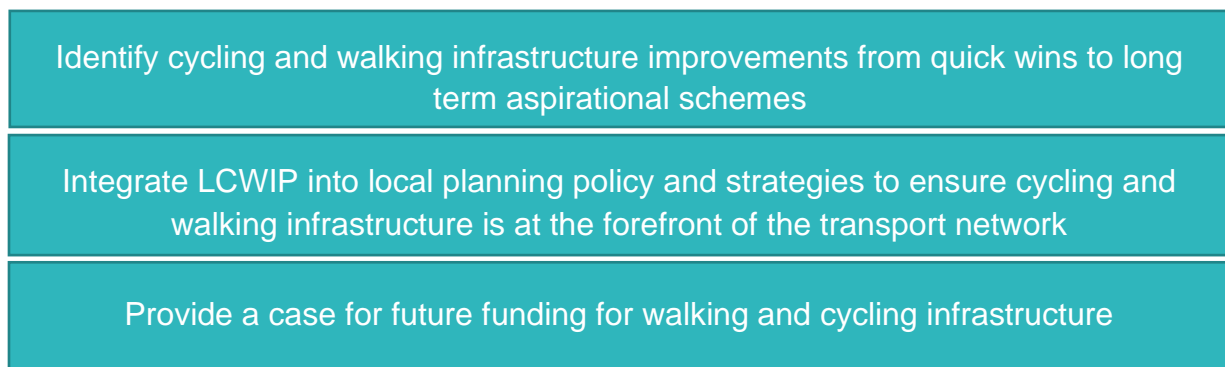 Identify cycling and walking infrastructure improvements from quick wins to long
term aspirational schemes
Integrate LCWIP into local planning policy and strategies to ensure cycling and
walking infrastructure is at the forefront of the transport network
Provide a case for future funding for walking and cycling infrastructure